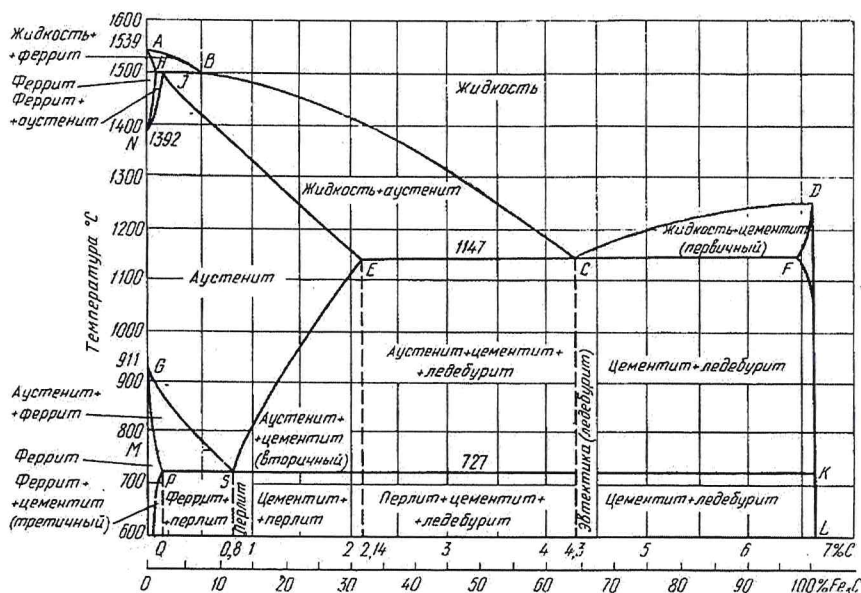 1600
1539
1500
1400
N 1392
1300
1200
1100
1000
911
900
800
M
700
600
Температура °С
Жидкость+
+феррит
Феррит
Феррит+
+аустенит
A
H
J
B
Жидкость
Жидкость+аустенит
D
Жидкость+цементит
(первичный)
1147
E
C
F
Аустенит
G
Аустенит+
+феррит
Феррит
Феррит+
+цементит
(третичный)
Аустенит+цементит+
+ледебурит
Эвтектика (ледебурит)
Цементит+ледебурит
Аустенит+
+цементит
(вторичный)
727
P
S
K
Феррит+
+перлит
Перлит
Цементит+
+перлит
Перлит+цементит+
+ледебурит
Цементит+ледебурит
L
Q 0,8 1 2 2,14 3 4 4,3 5 6 7%C
0 10 20 30 40 50 60 70 80 90 100%Fe₃C